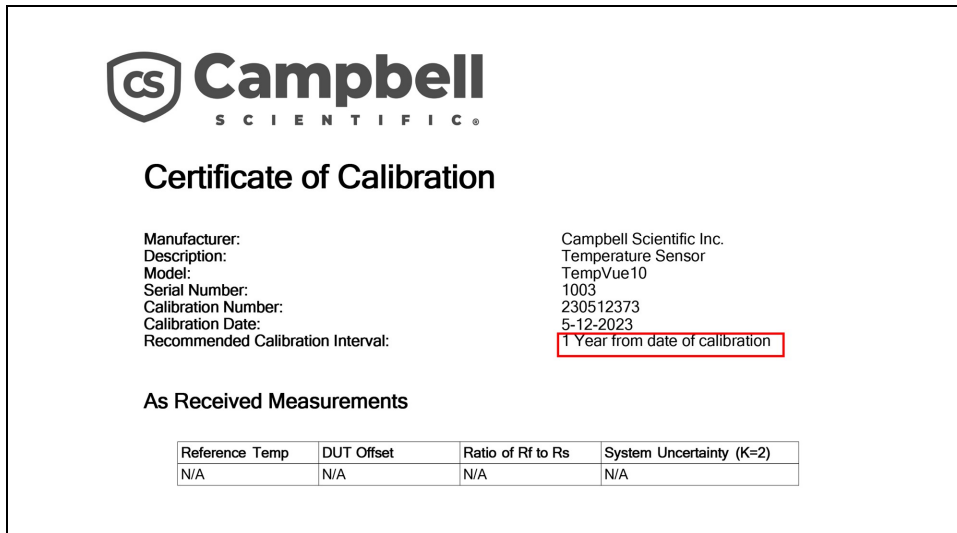 CS Campbell
SCIENTIFIC®
Certificate of Calibration
Manufacturer: Campbell Scientific Inc.
Description: Temperature Sensor
Model: TempVue10
Serial Number: 1003
Calibration Number: 230512373
Calibration Date: 5-12-2023
Recommended Calibration Interval: 1 Year from date of calibration
As Received Measurements
Reference Temp DUT Offset Ratio of Rf to Rs System Uncertainty (K=2)
N/A N/A N/A N/A